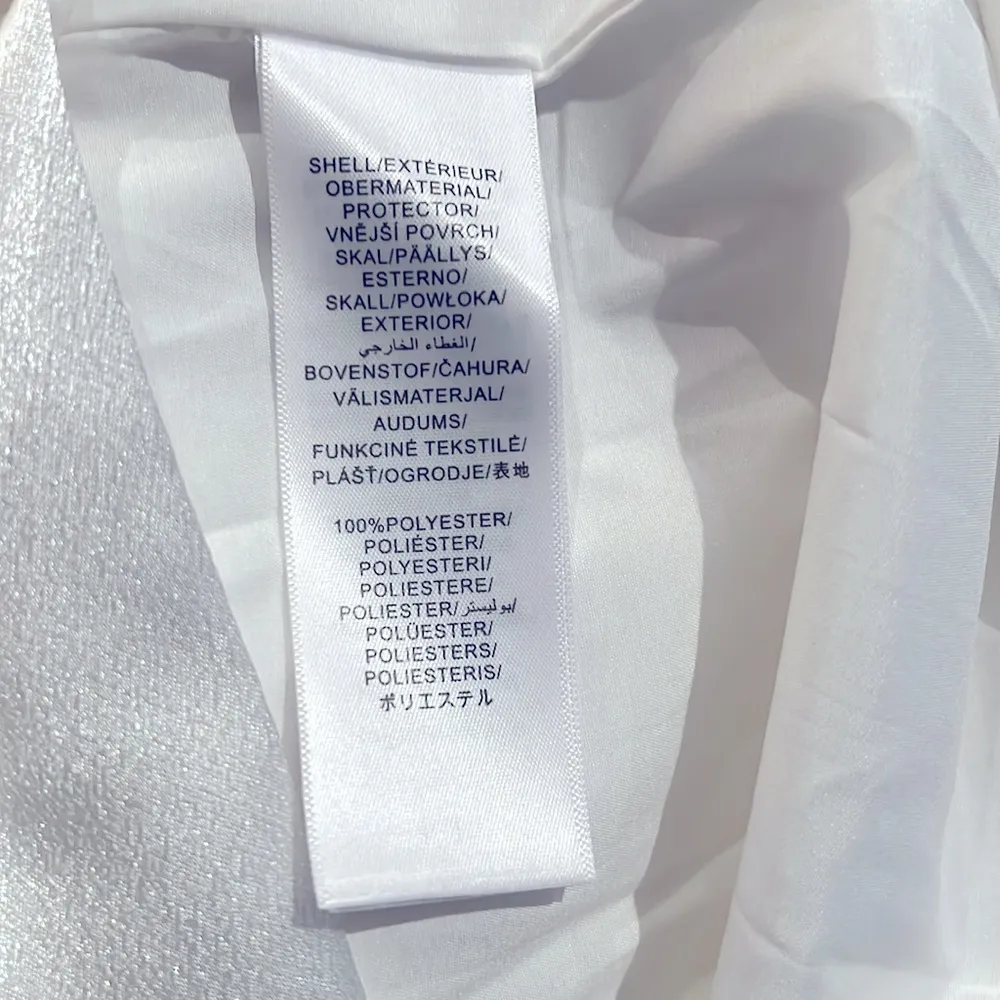 SHELL/EXTÉRIEUR/
OBERMATERIAL/
PROTECTOR/
VNĚJŠÍ POVRCH/
SKAL/PÄÄLLYS/
ESTERNO/
SKALL/POWŁOKA/
EXTERIOR/
الغطاء الخارجي/
BOVENSTOF/ČAHURA/
VÄLISMATERJAL/
AUDUMS/
FUNKCINĖ TEKSTILĖ/
PLÁŠŤ/OGRODJE/表地
100%POLYESTER/
POLIÉSTER/
POLYESTERI/
POLIESTERE/
POLIESTER/بوليستر/
POLÜESTER/
POLIESTERS/
POLIESTERIS/
ポリエステル